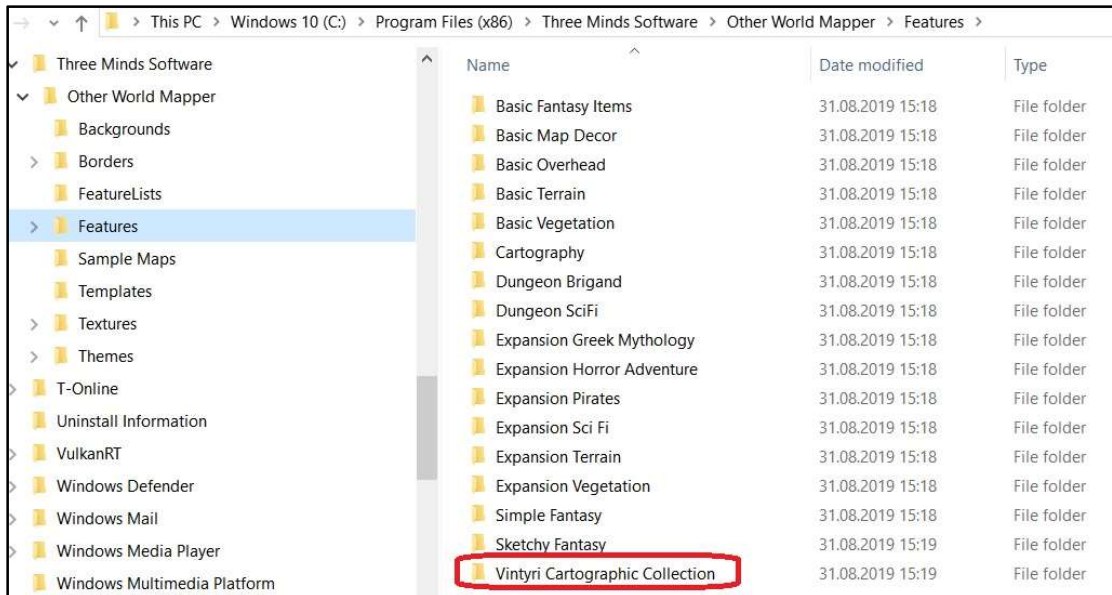 This PC > Windows 10 (C:) > Program Files (x86) > Three Minds Software > Other World Mapper > Features >
Three Minds Software
Other World Mapper
Backgrounds
Borders
FeatureLists
Features
Sample Maps
Templates
Textures
Themes
T-Online
Uninstall Information
VulkanRT
Windows Defender
Windows Mail
Windows Media Player
Windows Multimedia Platform
Name Date modified Type
Basic Fantasy Items 31.08.2019 15:18 File folder
Basic Map Decor 31.08.2019 15:18 File folder
Basic Overhead 31.08.2019 15:18 File folder
Basic Terrain 31.08.2019 15:18 File folder
Basic Vegetation 31.08.2019 15:18 File folder
Cartography 31.08.2019 15:18 File folder
Dungeon Brigand 31.08.2019 15:18 File folder
Dungeon SciFi 31.08.2019 15:18 File folder
Expansion Greek Mythology 31.08.2019 15:18 File folder
Expansion Horror Adventure 31.08.2019 15:18 File folder
Expansion Pirates 31.08.2019 15:18 File folder
Expansion Sci Fi 31.08.2019 15:18 File folder
Expansion Terrain 31.08.2019 15:18 File folder
Expansion Vegetation 31.08.2019 15:18 File folder
Simple Fantasy 31.08.2019 15:18 File folder
Sketchy Fantasy 31.08.2019 15:19 File folder
Vintyri Cartographic Collection 31.08.2019 15:19 File folder